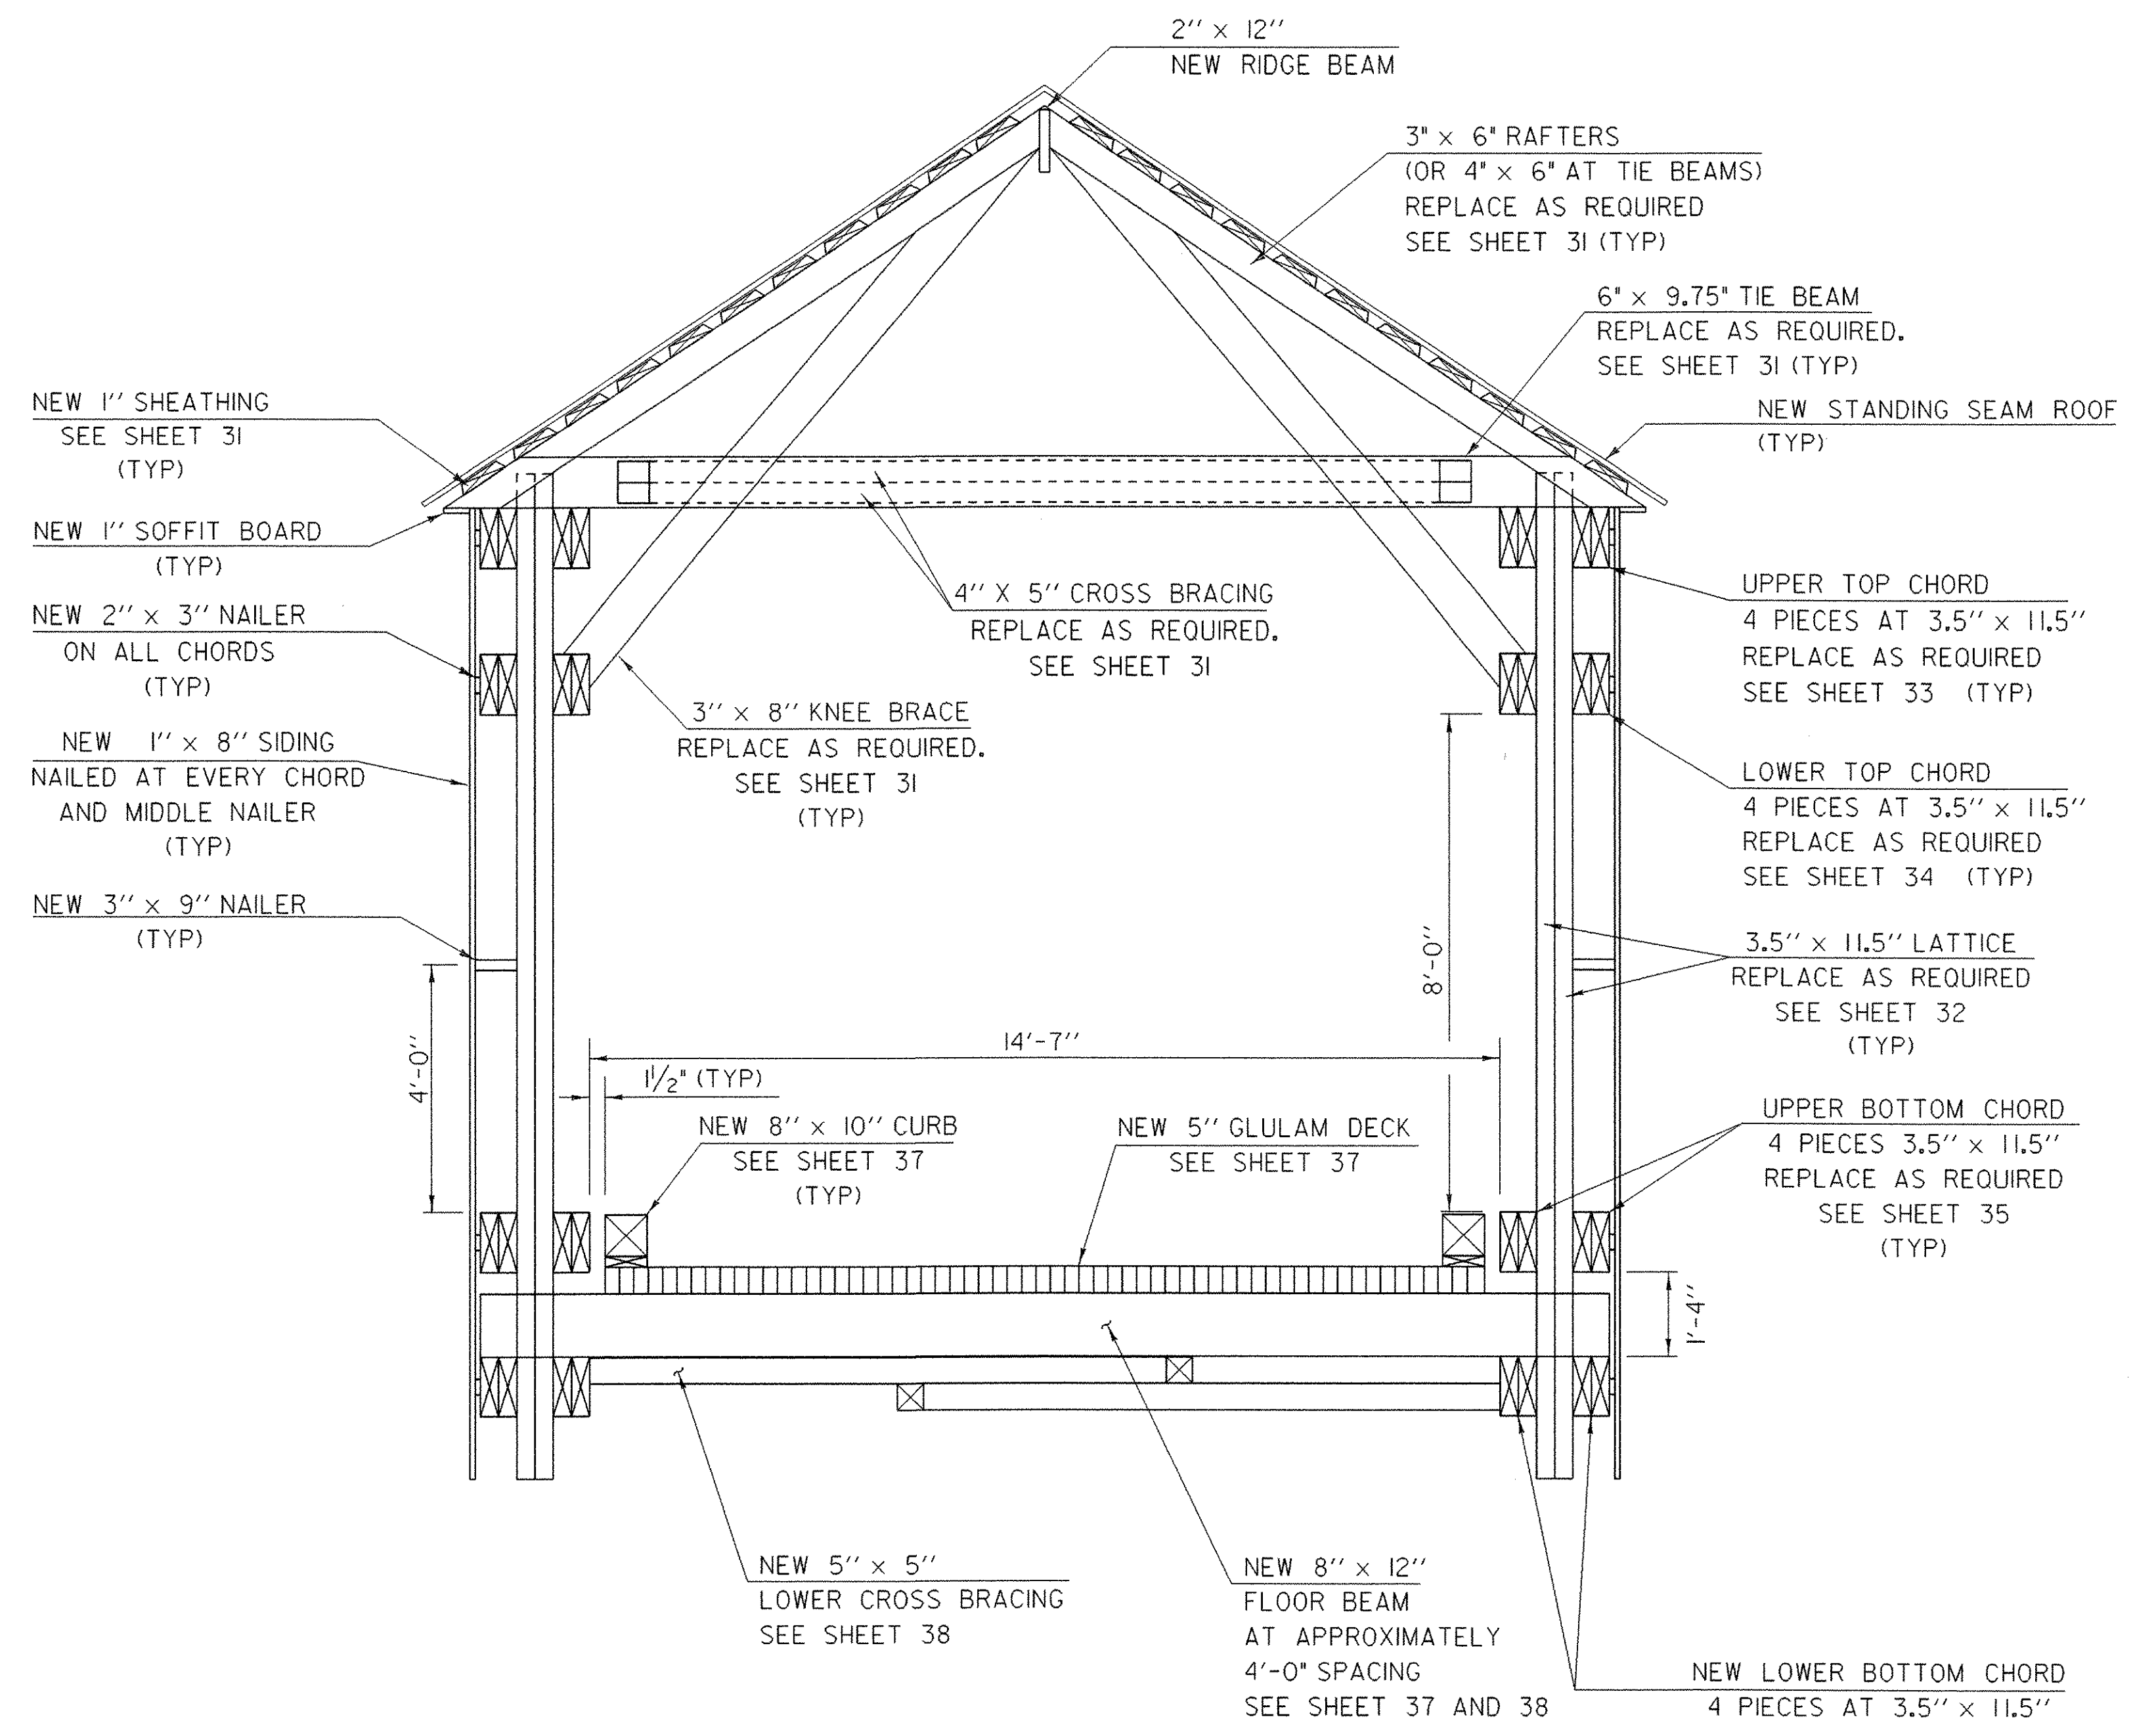 2'' x 12''
NEW RIDGE BEAM
3" x 6" RAFTERS
(OR 4" x 6" AT TIE BEAMS)
REPLACE AS REQUIRED
SEE SHEET 31 (TYP)
6" x 9.75" TIE BEAM
REPLACE AS REQUIRED.
SEE SHEET 31 (TYP)
NEW STANDING SEAM ROOF
(TYP)
NEW 1'' SHEATHING
SEE SHEET 31
(TYP)
NEW 1'' SOFFIT BOARD
(TYP)
NEW 2'' x 3'' NAILER
ON ALL CHORDS
(TYP)
NEW 1'' x 8'' SIDING
NAILED AT EVERY CHORD
AND MIDDLE NAILER
(TYP)
NEW 3'' x 9'' NAILER
(TYP)
4'' X 5'' CROSS BRACING
REPLACE AS REQUIRED.
SEE SHEET 31
3'' x 8'' KNEE BRACE
REPLACE AS REQUIRED.
SEE SHEET 31
(TYP)
UPPER TOP CHORD
4 PIECES AT 3.5'' x 11.5''
REPLACE AS REQUIRED
SEE SHEET 33 (TYP)
LOWER TOP CHORD
4 PIECES AT 3.5'' x 11.5''
REPLACE AS REQUIRED
SEE SHEET 34 (TYP)
3.5'' x 11.5'' LATTICE
REPLACE AS REQUIRED
SEE SHEET 32
(TYP)
8'-0''
14'-7''
4'-0''
1 1/2" (TYP)
NEW 8'' x 10'' CURB
SEE SHEET 37
(TYP)
NEW 5'' GLULAM DECK
SEE SHEET 37
UPPER BOTTOM CHORD
4 PIECES 3.5'' x 11.5''
REPLACE AS REQUIRED
SEE SHEET 35
(TYP)
1'-4''
NEW 5'' x 5''
LOWER CROSS BRACING
SEE SHEET 38
NEW 8'' x 12''
FLOOR BEAM
AT APPROXIMATELY
4'-0" SPACING
SEE SHEET 37 AND 38
NEW LOWER BOTTOM CHORD
4 PIECES AT 3.5'' x 11.5''